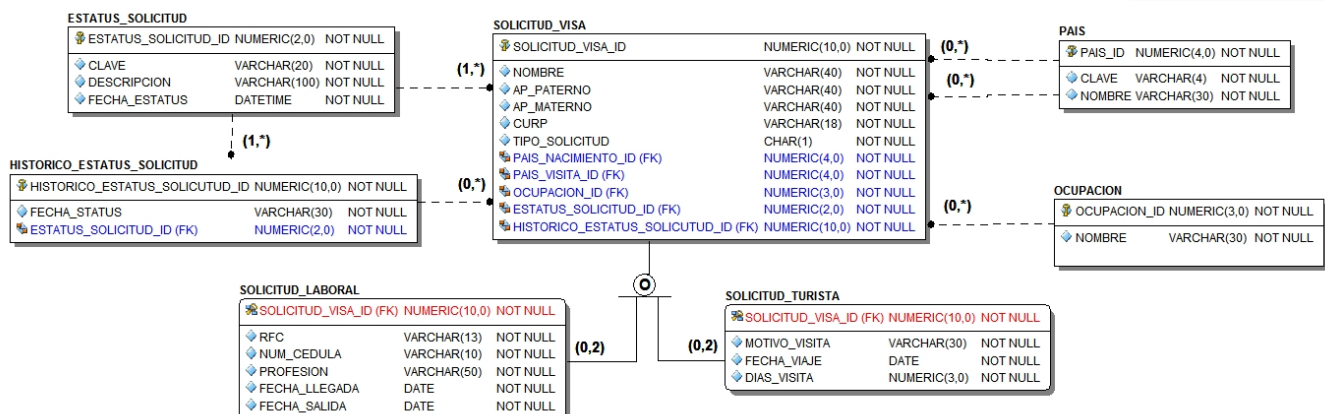 ESTATUS_SOLICITUD
ESTATUS_SOLICITUD_ID NUMERIC(2,0) NOT NULL
CLAVE VARCHAR(20) NOT NULL
DESCRIPCION VARCHAR(100) NOT NULL
FECHA_ESTATUS DATETIME NOT NULL
(1,*)
(1,*)
HISTORICO_ESTATUS_SOLICITUD
HISTORICO_ESTATUS_SOLICUTUD_ID NUMERIC(10,0) NOT NULL
FECHA_STATUS VARCHAR(30) NOT NULL
ESTATUS_SOLICITUD_ID (FK) NUMERIC(2,0) NOT NULL
(0,*)
SOLICITUD_VISA
SOLICITUD_VISA_ID NUMERIC(10,0) NOT NULL
NOMBRE VARCHAR(40) NOT NULL
AP_PATERNO VARCHAR(40) NOT NULL
AP_MATERNO VARCHAR(40) NOT NULL
CURP VARCHAR(18) NOT NULL
TIPO_SOLICITUD CHAR(1) NOT NULL
PAIS_NACIMIENTO_ID (FK) NUMERIC(4,0) NOT NULL
PAIS_VISITA_ID (FK) NUMERIC(4,0) NOT NULL
OCUPACION_ID (FK) NUMERIC(3,0) NOT NULL
ESTATUS_SOLICITUD_ID (FK) NUMERIC(2,0) NOT NULL
HISTORICO_ESTATUS_SOLICUTUD_ID (FK) NUMERIC(10,0) NOT NULL
(0,*)
(0,*)
PAIS
PAIS_ID NUMERIC(4,0) NOT NULL
CLAVE VARCHAR(4) NOT NULL
NOMBRE VARCHAR(30) NOT NULL
(0,*)
OCUPACION
OCUPACION_ID NUMERIC(3,0) NOT NULL
NOMBRE VARCHAR(30) NOT NULL
O
SOLICITUD_LABORAL
SOLICITUD_VISA_ID (FK) NUMERIC(10,0) NOT NULL
RFC VARCHAR(13) NOT NULL
NUM_CEDULA VARCHAR(10) NOT NULL
PROFESION VARCHAR(50) NOT NULL
FECHA_LLEGADA DATE NOT NULL
FECHA_SALIDA DATE NOT NULL
(0,2)
(0,2)
SOLICITUD_TURISTA
SOLICITUD_VISA_ID (FK) NUMERIC(10,0) NOT NULL
MOTIVO_VISITA VARCHAR(30) NOT NULL
FECHA_VIAJE DATE NOT NULL
DIAS_VISITA NUMERIC(3,0) NOT NULL